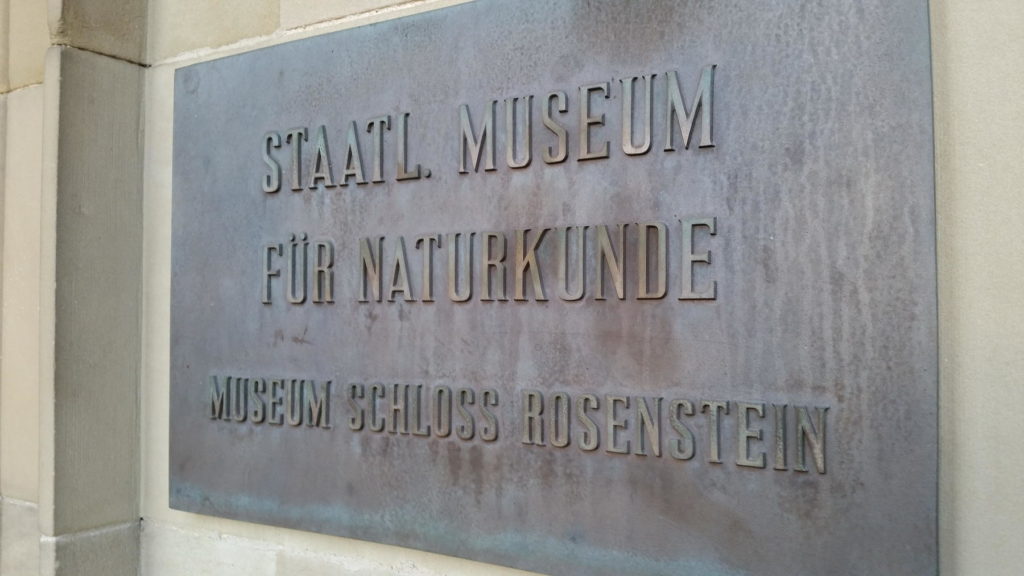 STAATL. MUSEUM
FÜR NATURKUNDE
MUSEUM SCHLOSS ROSENSTEIN